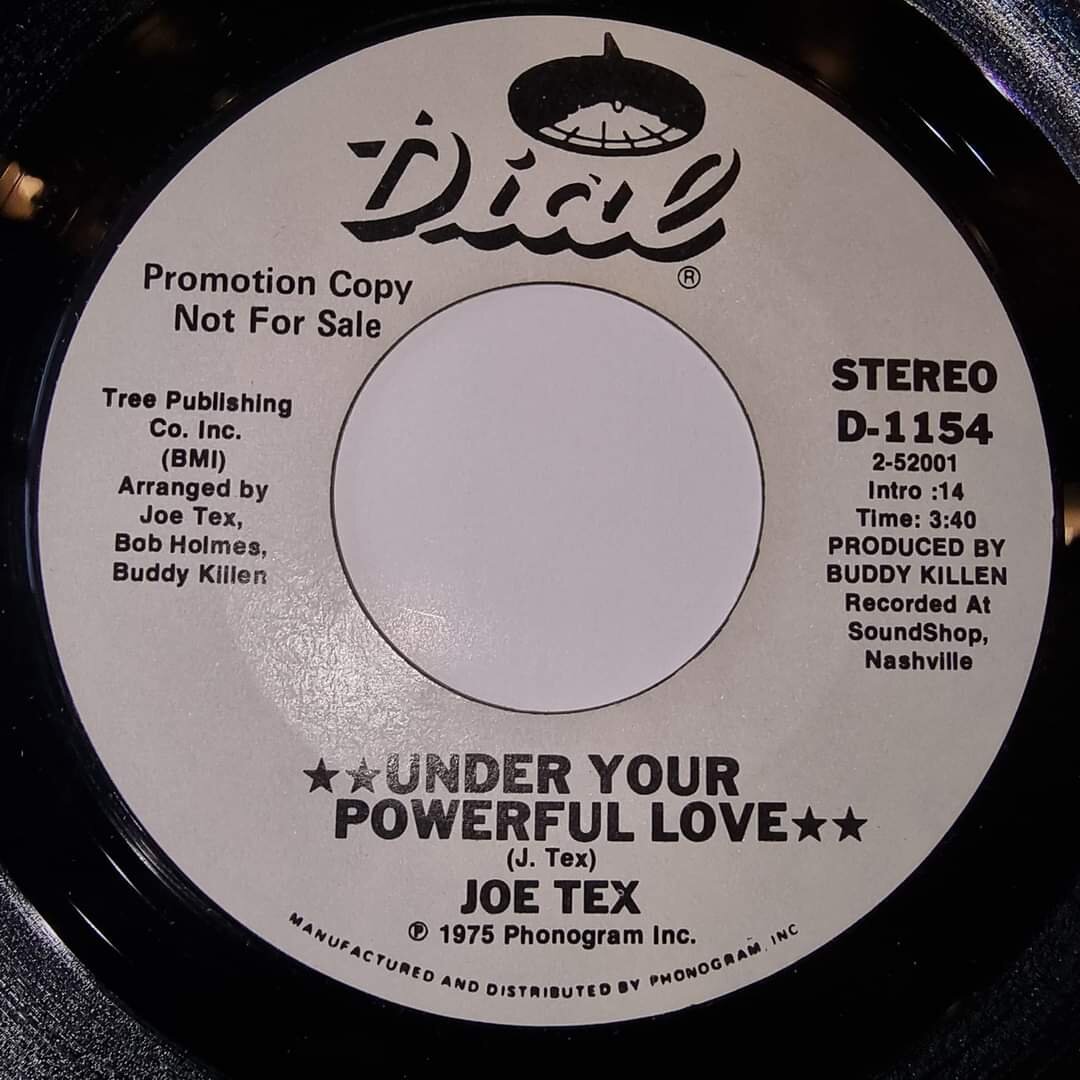 Dial
®
Promotion Copy
Not For Sale
Tree Publishing
Co. Inc.
(BMI)
Arranged by
Joe Tex,
Bob Holmes,
Buddy Killen
STEREO
D-1154
2-52001
Intro :14
Time: 3:40
PRODUCED BY
BUDDY KILLEN
Recorded At
SoundShop,
Nashville
★★UNDER YOUR
POWERFUL LOVE★★
(J. Tex)
JOE TEX
℗ 1975 Phonogram Inc.
MANUFACTURED AND DISTRIBUTED BY PHONOGRAM, INC